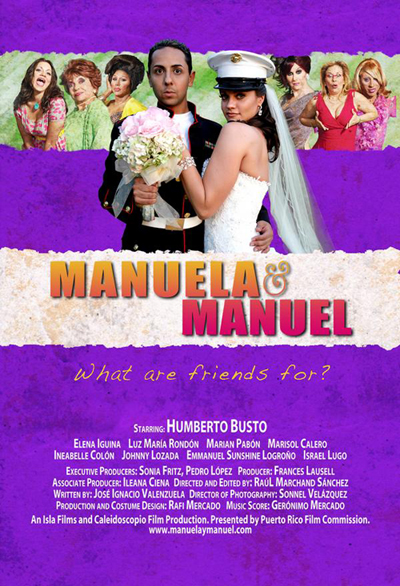 MANUELA &
MANUEL
What are friends for?
STARRING: HUMBERTO BUSTO
ELENA IGUINA LUZ MARÍA RONDÓN MARIAN PABÓN MARISOL CALERO
INEABELLE COLÓN JOHNNY LOZADA EMMANUEL SUNSHINE LOGROÑO ISRAEL LUGO
EXECUTIVE PRODUCERS: SONIA FRITZ, PEDRO LÓPEZ PRODUCER: FRANCES LAUSELL
ASSOCIATE PRODUCER: ILEANA CIENA DIRECTED AND EDITED BY: RAÚL MARCHAND SÁNCHEZ
WRITTEN BY: JOSÉ IGNACIO VALENZUELA DIRECTOR OF PHOTOGRAPHY: SONNEL VELÁZQUEZ
PRODUCTION AND COSTUME DESIGN: RAFI MERCADO MUSIC SCORE: GERÓNIMO MERCADO
An Isla Films and Caleidoscopio Film Production. Presented by Puerto Rico Film Commission.
www.manuelaymanuel.com